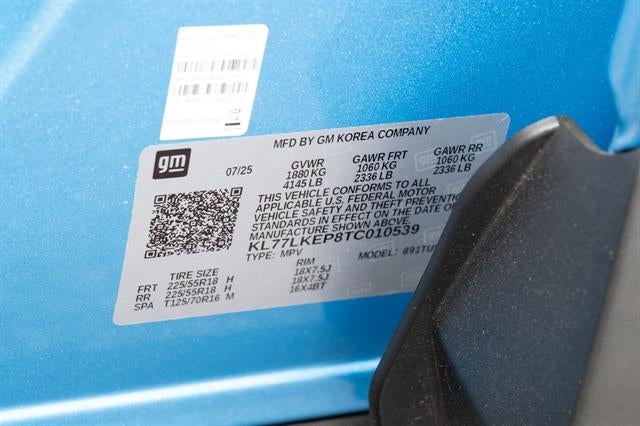 MFD BY GM KOREA COMPANY
gm
07/25
GVWR GAWR FRT GAWR RR
1880 KG 1060 KG 1060 KG
4145 LB 2336 LB 2336 LB
THIS VEHICLE CONFORMS TO ALL
APPLICABLE U.S. FEDERAL MOTOR
VEHICLE SAFETY AND THEFT PREVENTION
STANDARDS IN EFFECT ON THE DATE OF
MANUFACTURE SHOWN ABOVE.
KL77LKEP8TC010539
TYPE: MPV MODEL:
TIRE SIZE RIM
FRT 225/55R18 H 18X7.5J
RR 225/55R18 H 18X7.5J
SPA T125/70R16 M 16X4BT